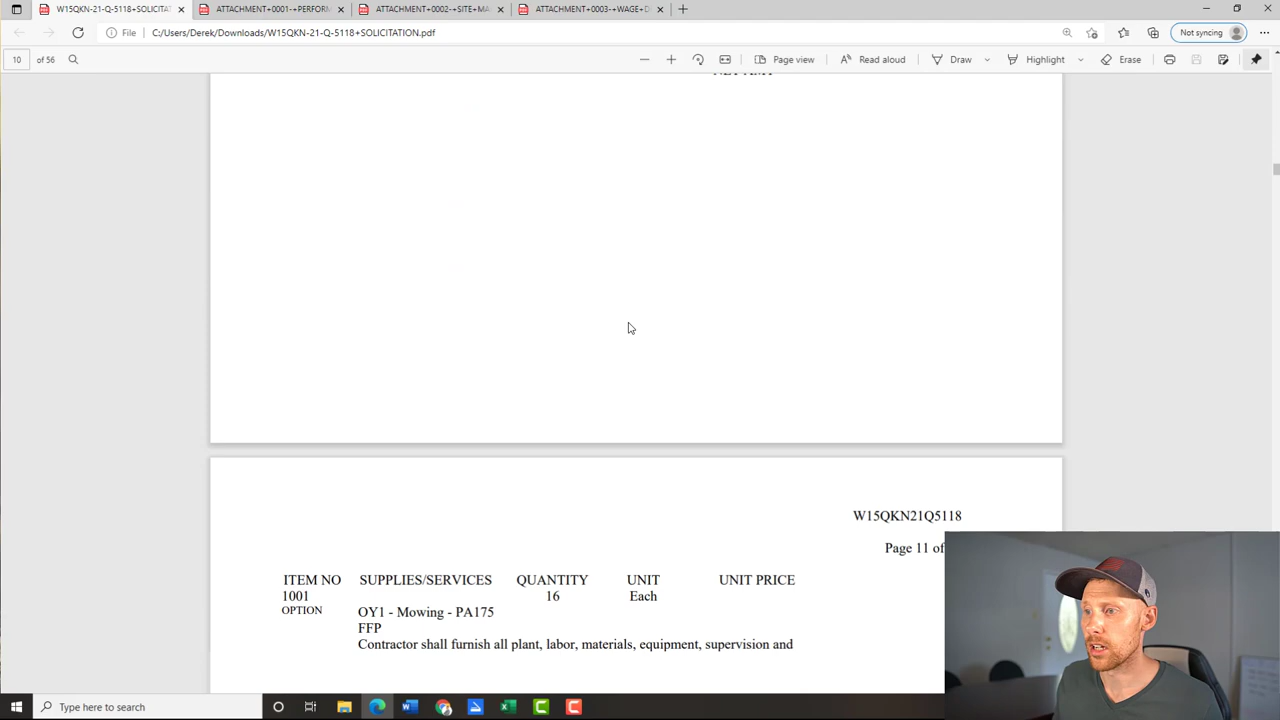 W15QKN-21-Q-5118+SOLICITAT
ATTACHMENT+0001-+PERFORM
ATTACHMENT+0002-+SITE+MA
ATTACHMENT+0003-+WAGE+D
File
C:/Users/Derek/Downloads/W15QKN-21-Q-5118+SOLICITATION.pdf
Not syncing
10 of 56
Page view
Read aloud
Draw
Highlight
Erase
W15QKN21Q5118
Page 11 of
ITEM NO SUPPLIES/SERVICES QUANTITY UNIT UNIT PRICE
1001 16 Each
OPTION OY1 - Mowing - PA175
FFP
Contractor shall furnish all plant, labor, materials, equipment, supervision and
Type here to search